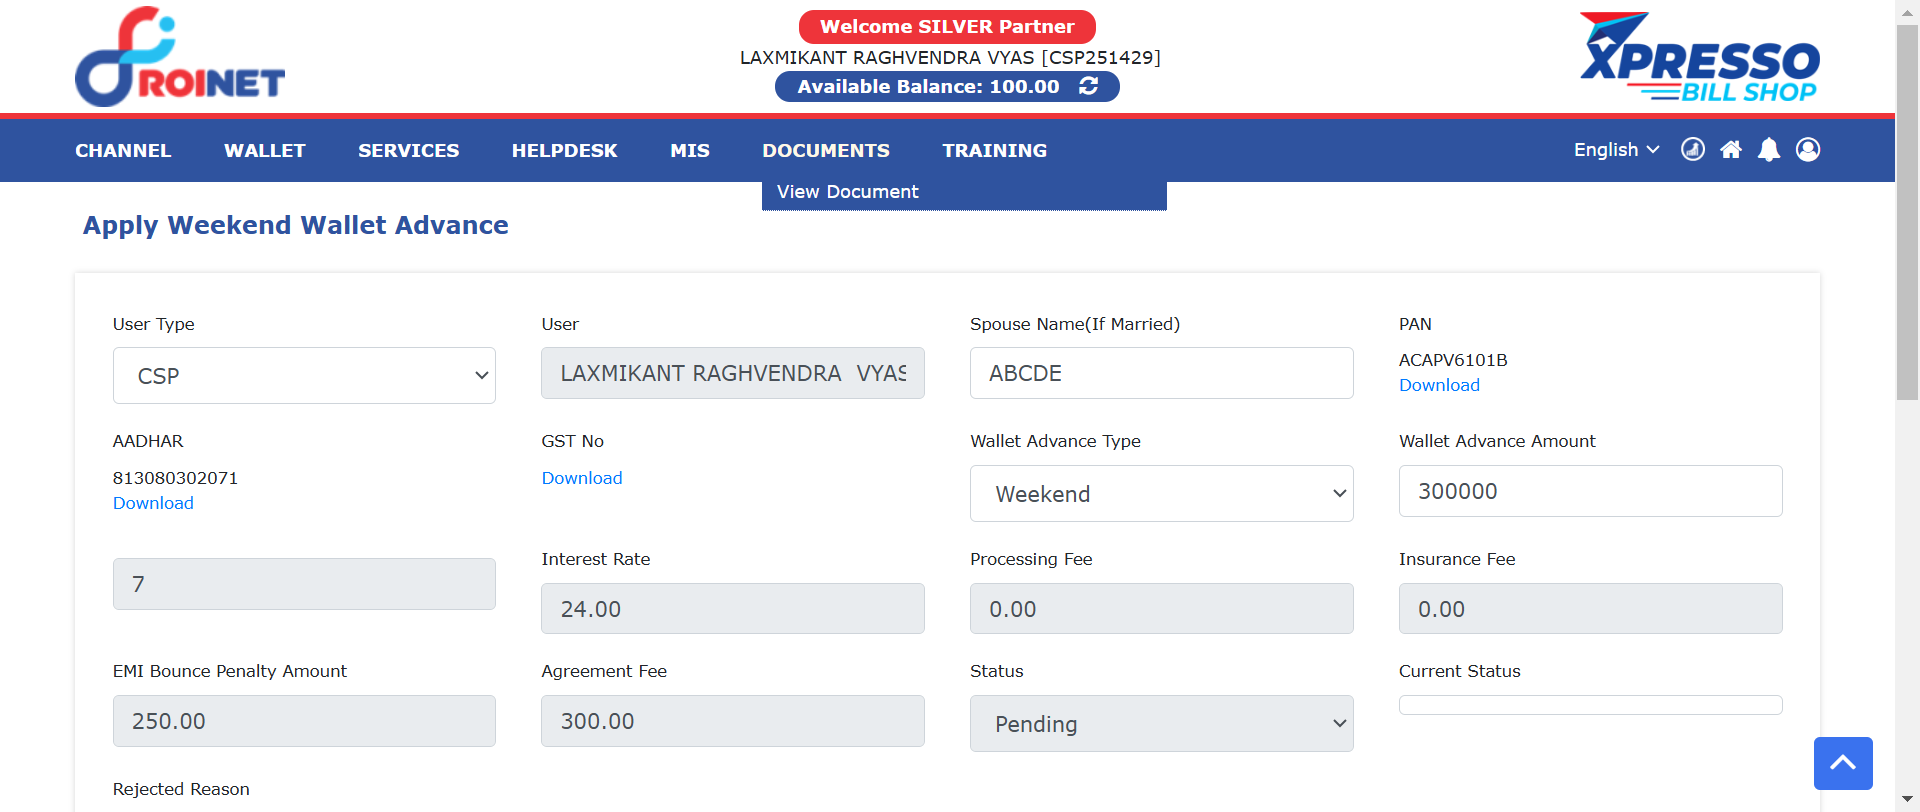 ROINET
Welcome SILVER Partner
LAXMIKANT RAGHVENDRA VYAS [CSP251429]
Available Balance: 100.00
XPRESSO
BILL SHOP
CHANNEL WALLET SERVICES HELPDESK MIS DOCUMENTS TRAINING English
View Document
Apply Weekend Wallet Advance
User Type User Spouse Name(If Married) PAN
CSP LAXMIKANT RAGHVENDRA VYAS ABCDE ACAPV6101B
Download
AADHAR GST No Wallet Advance Type Wallet Advance Amount
813080302071 Download Weekend 300000
Download
Interest Rate Processing Fee Insurance Fee
7 24.00 0.00 0.00
EMI Bounce Penalty Amount Agreement Fee Status Current Status
250.00 300.00 Pending
Rejected Reason